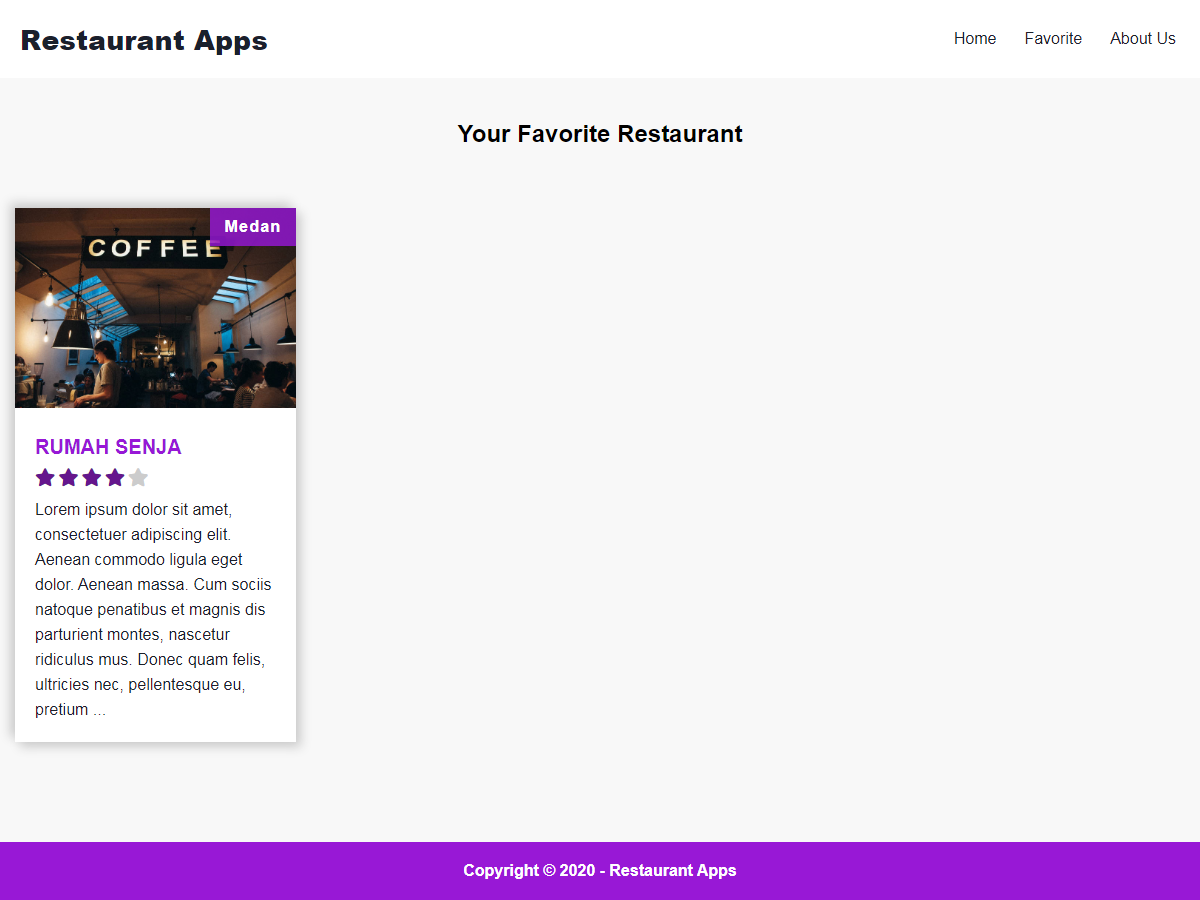 Restaurant Apps
Home Favorite About Us
Your Favorite Restaurant
Medan
COFFEE
RUMAH SENJA
Lorem ipsum dolor sit amet,
consectetuer adipiscing elit.
Aenean commodo ligula eget
dolor. Aenean massa. Cum sociis
natoque penatibus et magnis dis
parturient montes, nascetur
ridiculus mus. Donec quam felis,
ultricies nec, pellentesque eu,
pretium ...
Copyright © 2020 - Restaurant Apps